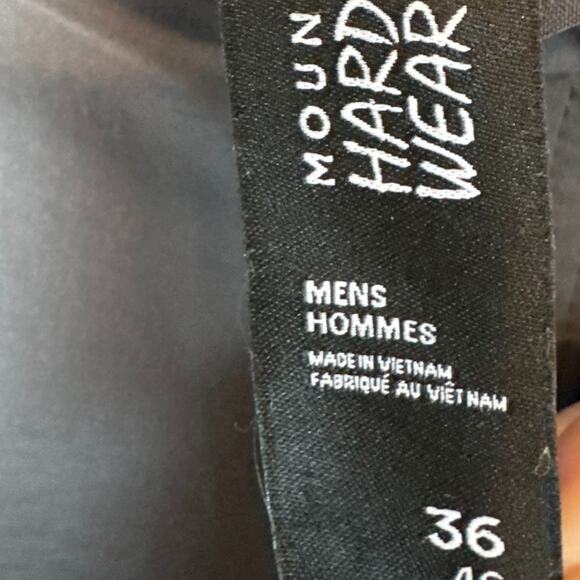 MOUN
HARD
WEAR
MENS
HOMMES
MADE IN VIETNAM
FABRIQUÉ AU VIÊT NAM
36